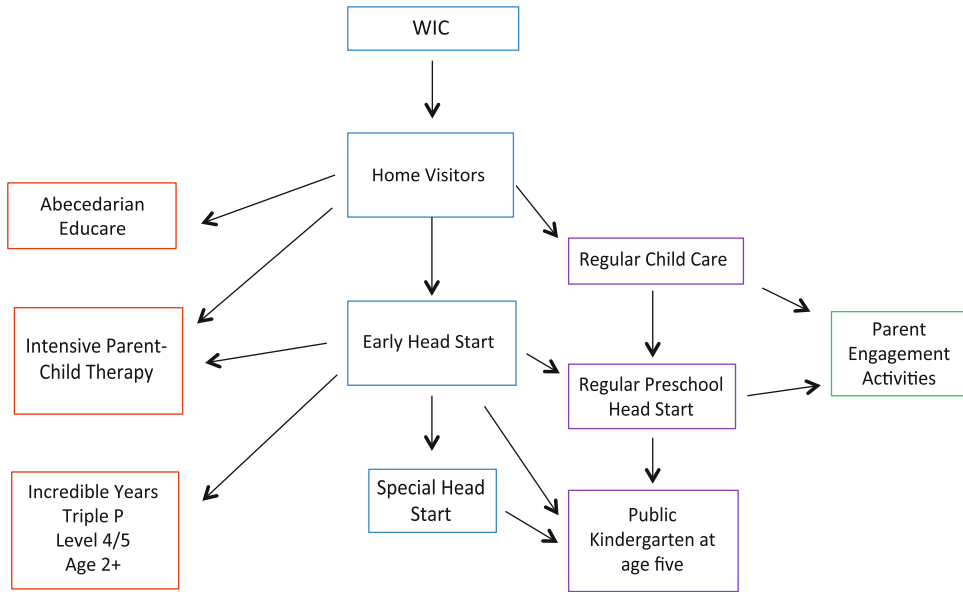 WIC
Home Visitors
Abecedarian
Educare
Regular Child Care
Intensive Parent-
Child Therapy
Early Head Start
Parent
Engagement
Activities
Regular Preschool
Head Start
Incredible Years
Triple P
Level 4/5
Age 2+
Special Head
Start
Public
Kindergarten at
age five